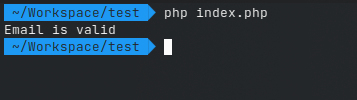 ~/Workspace/test php index.php
Email is valid
~/Workspace/test